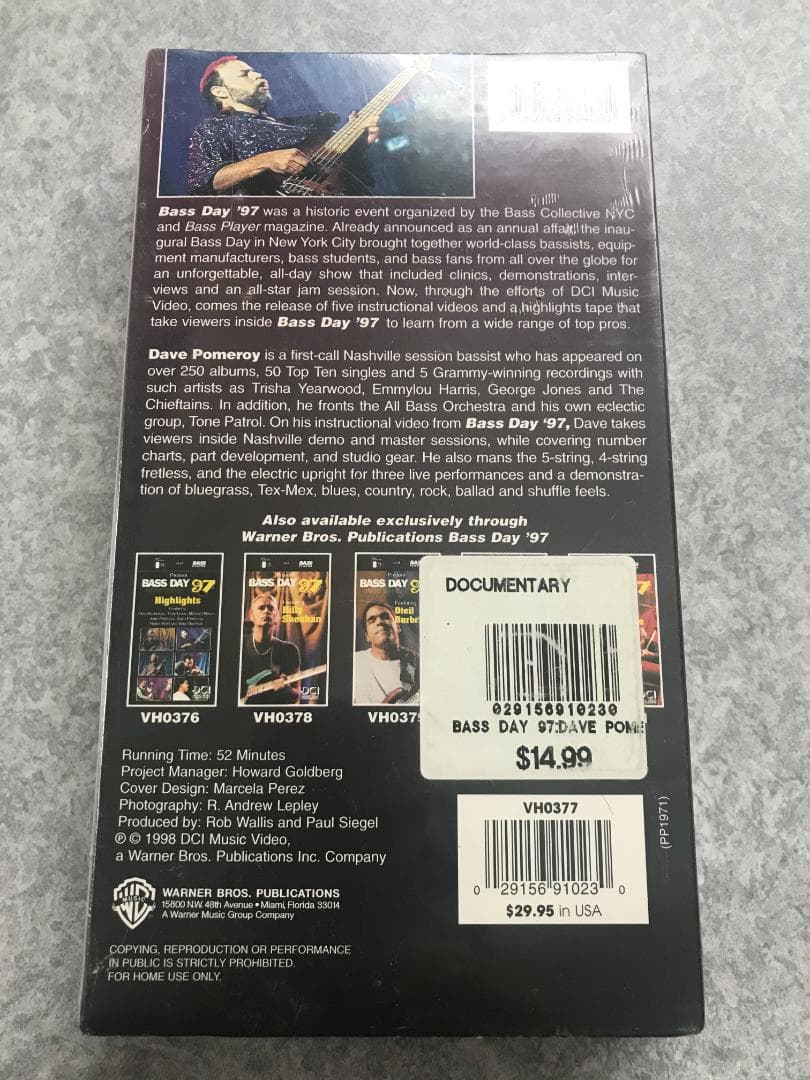 Bass Day '97 was a historic event organized by the Bass Collective NYC
and Bass Player magazine. Already announced as an annual affair, the inau-
gural Bass Day in New York City brought together world-class bassists, equip-
ment manufacturers, bass students, and bass fans from all over the globe for
an unforgettable, all-day show that included clinics, demonstrations, inter-
views and an all-star jam session. Now, through the efforts of DCI Music
Video, comes the release of five instructional videos and a highlights tape that
take viewers inside Bass Day '97 to learn from a wide range of top pros.
Dave Pomeroy is a first-call Nashville session bassist who has appeared on
over 250 albums, 50 Top Ten singles and 5 Grammy-winning recordings with
such artists as Trisha Yearwood, Emmylou Harris, George Jones and The
Chieftains. In addition, he fronts the All Bass Orchestra and his own eclectic
group, Tone Patrol. On his instructional video from Bass Day '97, Dave takes
viewers inside Nashville demo and master sessions, while covering number
charts, part development, and studio gear. He also mans the 5-string, 4-string
fretless, and the electric upright for three live performances and a demonstra-
tion of bluegrass, Tex-Mex, blues, country, rock, ballad and shuffle feels.
Also available exclusively through
Warner Bros. Publications Bass Day '97
BASS DAY 97
Highlights
DCI
VH0376
BASS DAY 97
Featuring
Billy
Sheehan
DCI
VH0378
BASS DAY 9
Featuring
Oteil
Burbr
VH0379
DOCUMENTARY
029156910230
BASS DAY 97:DAVE POME
$14.99
Running Time: 52 Minutes
Project Manager: Howard Goldberg
Cover Design: Marcela Perez
Photography: R. Andrew Lepley
Produced by: Rob Wallis and Paul Siegel
℗ © 1998 DCI Music Video,
a Warner Bros. Publications Inc. Company
VH0377
0 29156 91023 0
$29.95 in USA
(PP1971)
WB
MUSIC
WARNER BROS. PUBLICATIONS
15800 N.W. 48th Avenue • Miami, Florida 33014
A Warner Music Group Company
COPYING, REPRODUCTION OR PERFORMANCE
IN PUBLIC IS STRICTLY PROHIBITED.
FOR HOME USE ONLY.